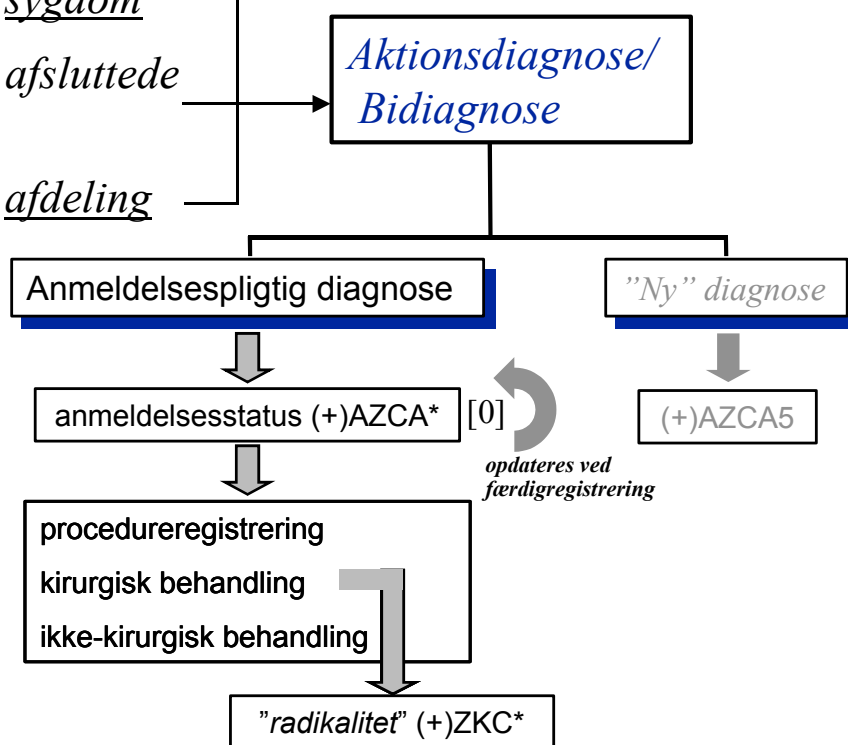 sygdom
afsluttede
afdeling
Aktionsdiagnose/
Bidiagnose
Anmeldelsespligtig diagnose
”Ny” diagnose
anmeldelsesstatus (+)AZCA* [0]
(+)AZCA5
opdateres ved
færdigregistrering
procedureregistrering
kirurgisk behandling
ikke-kirurgisk behandling
”radikalitet” (+)ZKC*